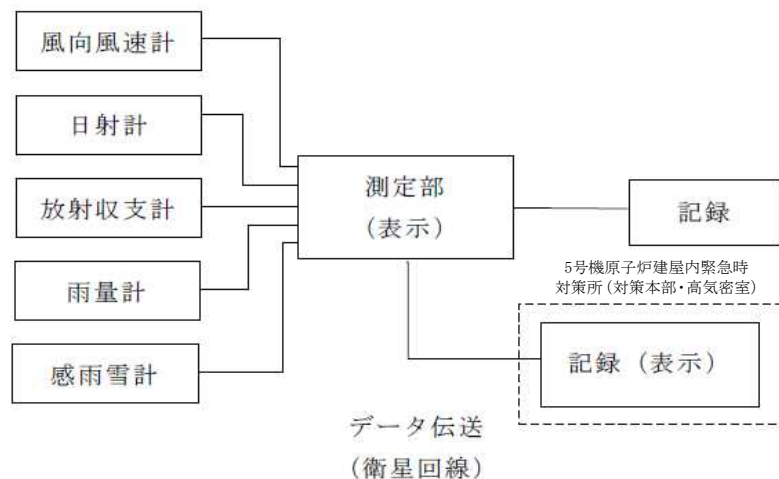 風向風速計
日射計
放射収支計
雨量計
感雨雪計
測定部
(表示)
記録
5号機原子炉建屋内緊急時
対策所(対策本部・高気密室)
記録(表示)
データ伝送
(衛星回線)